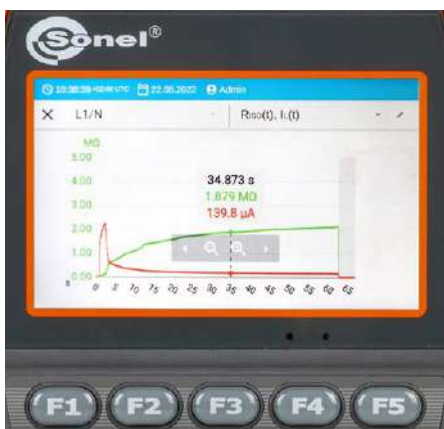 Sonel®
22.05.2022 Admin
× L1/N Riso(t), IL(t)
MΩ
5.00
4.00
3.00
2.00
1.00
0.00
34.873 s
1.879 MΩ
139.8 µA
s 0 5 10 15 20 25 30 35 40 45 50 55 60 65
F1 F2 F3 F4 F5